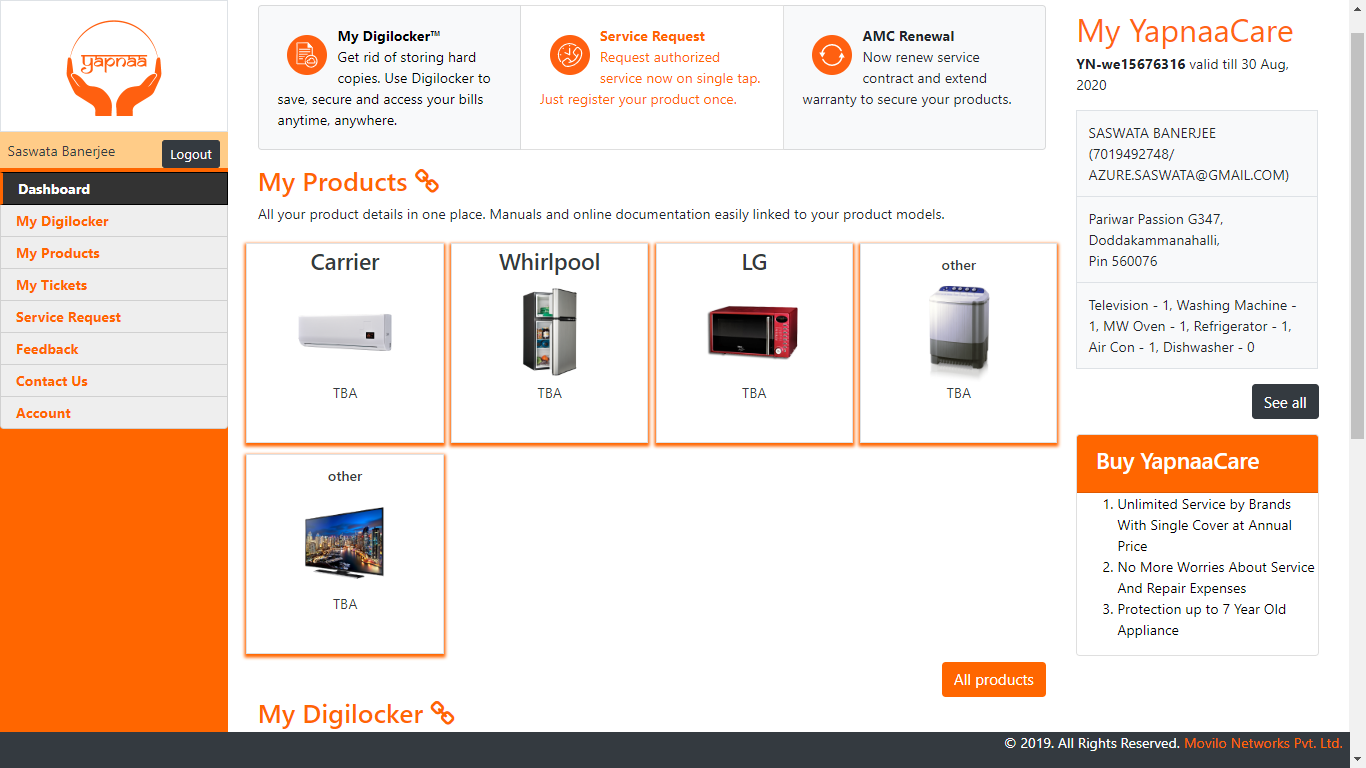 yapnaa
Saswata Banerjee
Logout
Dashboard
My Digilocker
My Products
My Tickets
Service Request
Feedback
Contact Us
Account
My Digilocker™
Get rid of storing hard
copies. Use Digilocker to
save, secure and access your bills
anytime, anywhere.
Service Request
Request authorized
service now on single tap.
Just register your product once.
AMC Renewal
Now renew service
contract and extend
warranty to secure your products.
My Products
All your product details in one place. Manuals and online documentation easily linked to your product models.
Carrier
TBA
Whirlpool
TBA
LG
TBA
other
TBA
other
TBA
All products
My Digilocker
My YapnaaCare
YN-we15676316 valid till 30 Aug,
2020
SASWATA BANERJEE
(7019492748/
AZURE.SASWATA@GMAIL.COM)
Pariwar Passion G347,
Doddakammanahalli,
Pin 560076
Television - 1, Washing Machine -
1, MW Oven - 1, Refrigerator - 1,
Air Con - 1, Dishwasher - 0
See all
Buy YapnaaCare
1. Unlimited Service by Brands
With Single Cover at Annual
Price
2. No More Worries About Service
And Repair Expenses
3. Protection up to 7 Year Old
Appliance
© 2019. All Rights Reserved. Movilo Networks Pvt. Ltd.